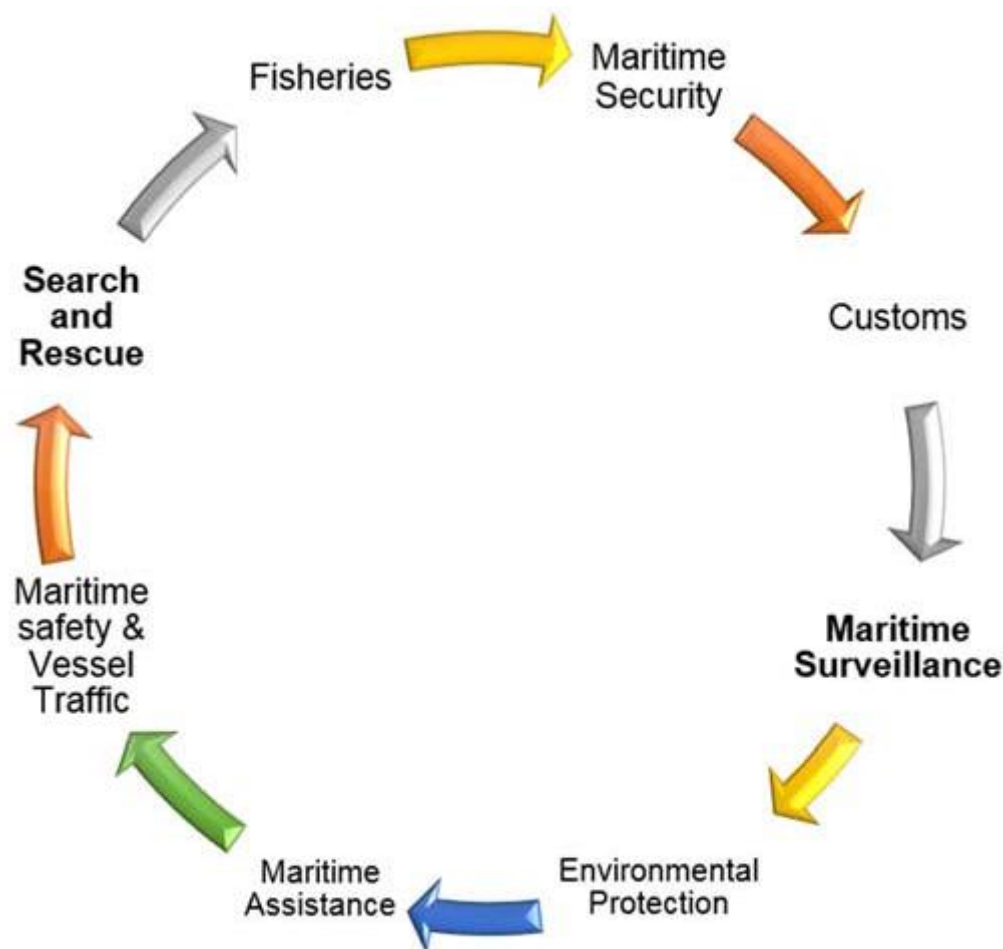 Fisheries
Maritime
Security
Customs
Maritime
Surveillance
Environmental
Protection
Maritime
Assistance
Maritime
safety &
Vessel
Traffic
Search
and
Rescue